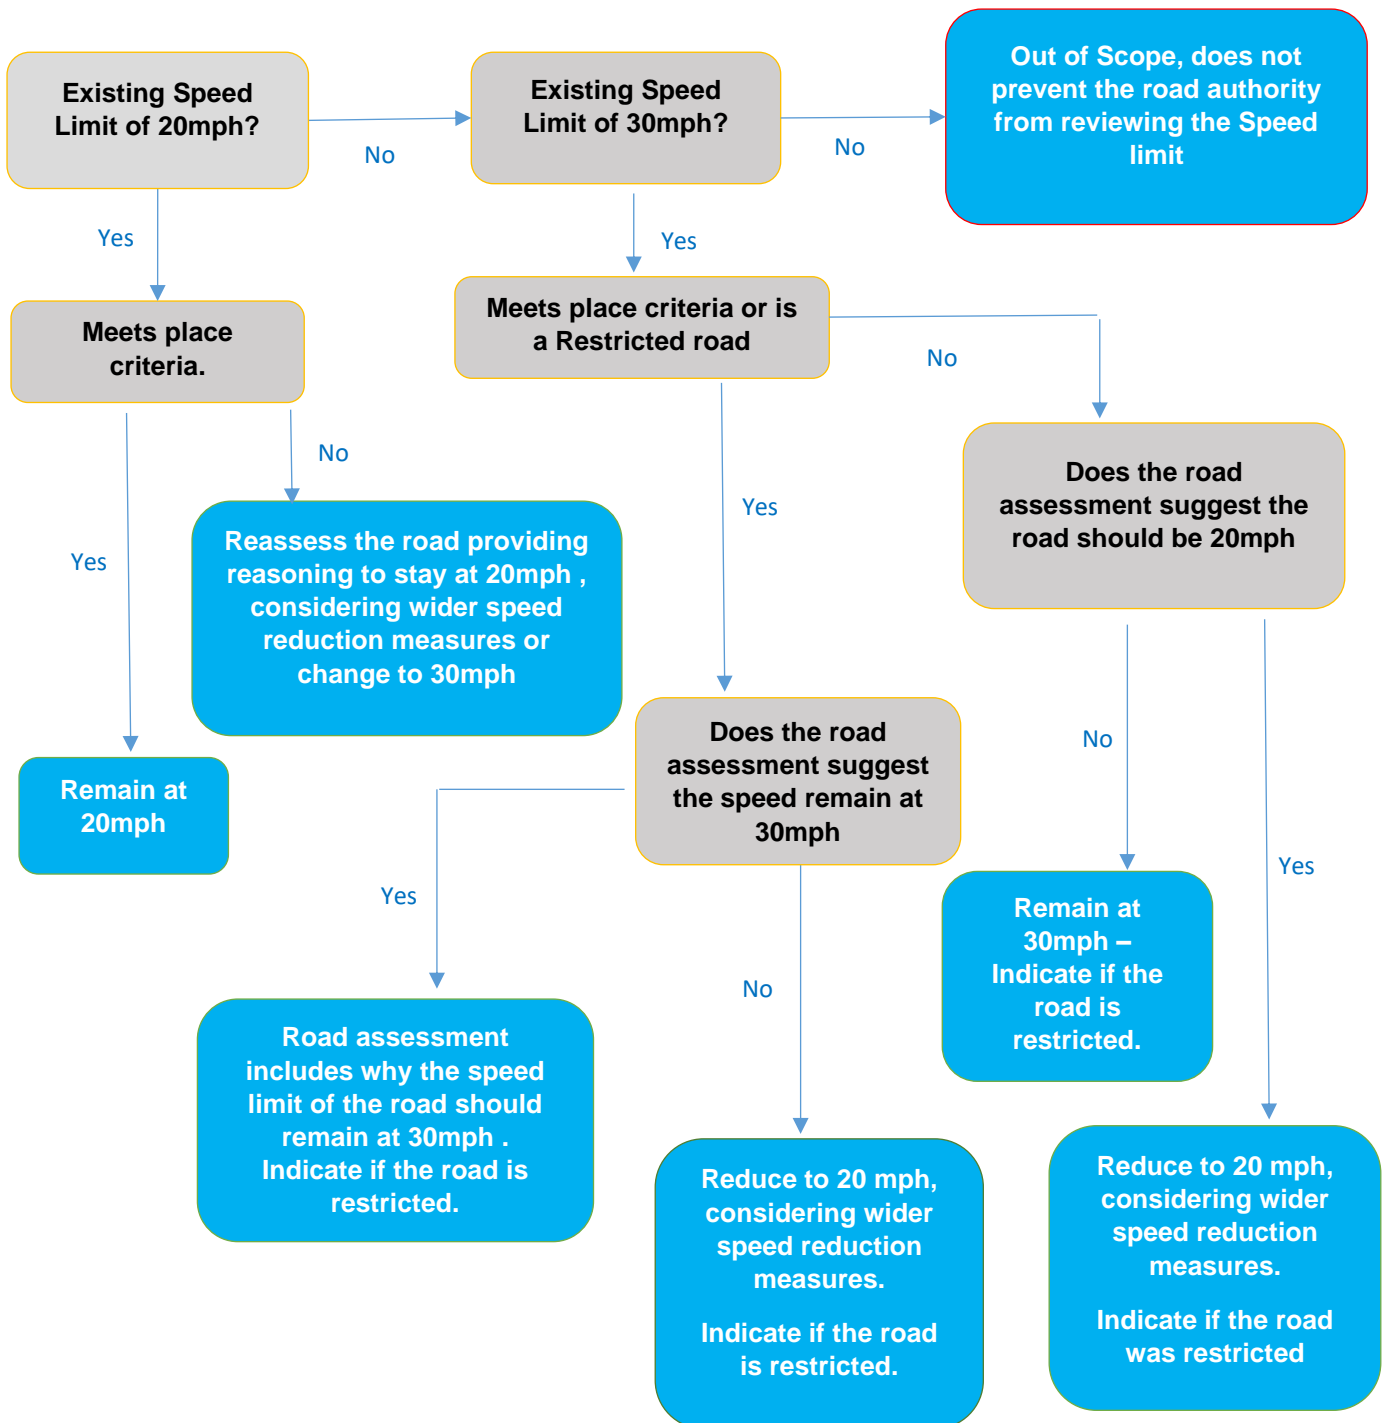 Existing Speed
Limit of 20mph?
No
Existing Speed
Limit of 30mph?
No
Out of Scope, does not
prevent the road authority
from reviewing the Speed
limit
Yes
Yes
Meets place
criteria.
Meets place criteria or is
a Restricted road
No
No
Yes
Yes
Does the road
assessment suggest the
road should be 20mph
Reassess the road providing
reasoning to stay at 20mph ,
considering wider speed
reduction measures or
change to 30mph
Remain at
20mph
Does the road
assessment suggest
the speed remain at
30mph
No
Yes
Yes
No
Remain at
30mph –
Indicate if the
road is
restricted.
Road assessment
includes why the speed
limit of the road should
remain at 30mph .
Indicate if the road is
restricted.
Reduce to 20 mph,
considering wider
speed reduction
measures.
Indicate if the road
is restricted.
Reduce to 20 mph,
considering wider
speed reduction
measures.
Indicate if the road
was restricted